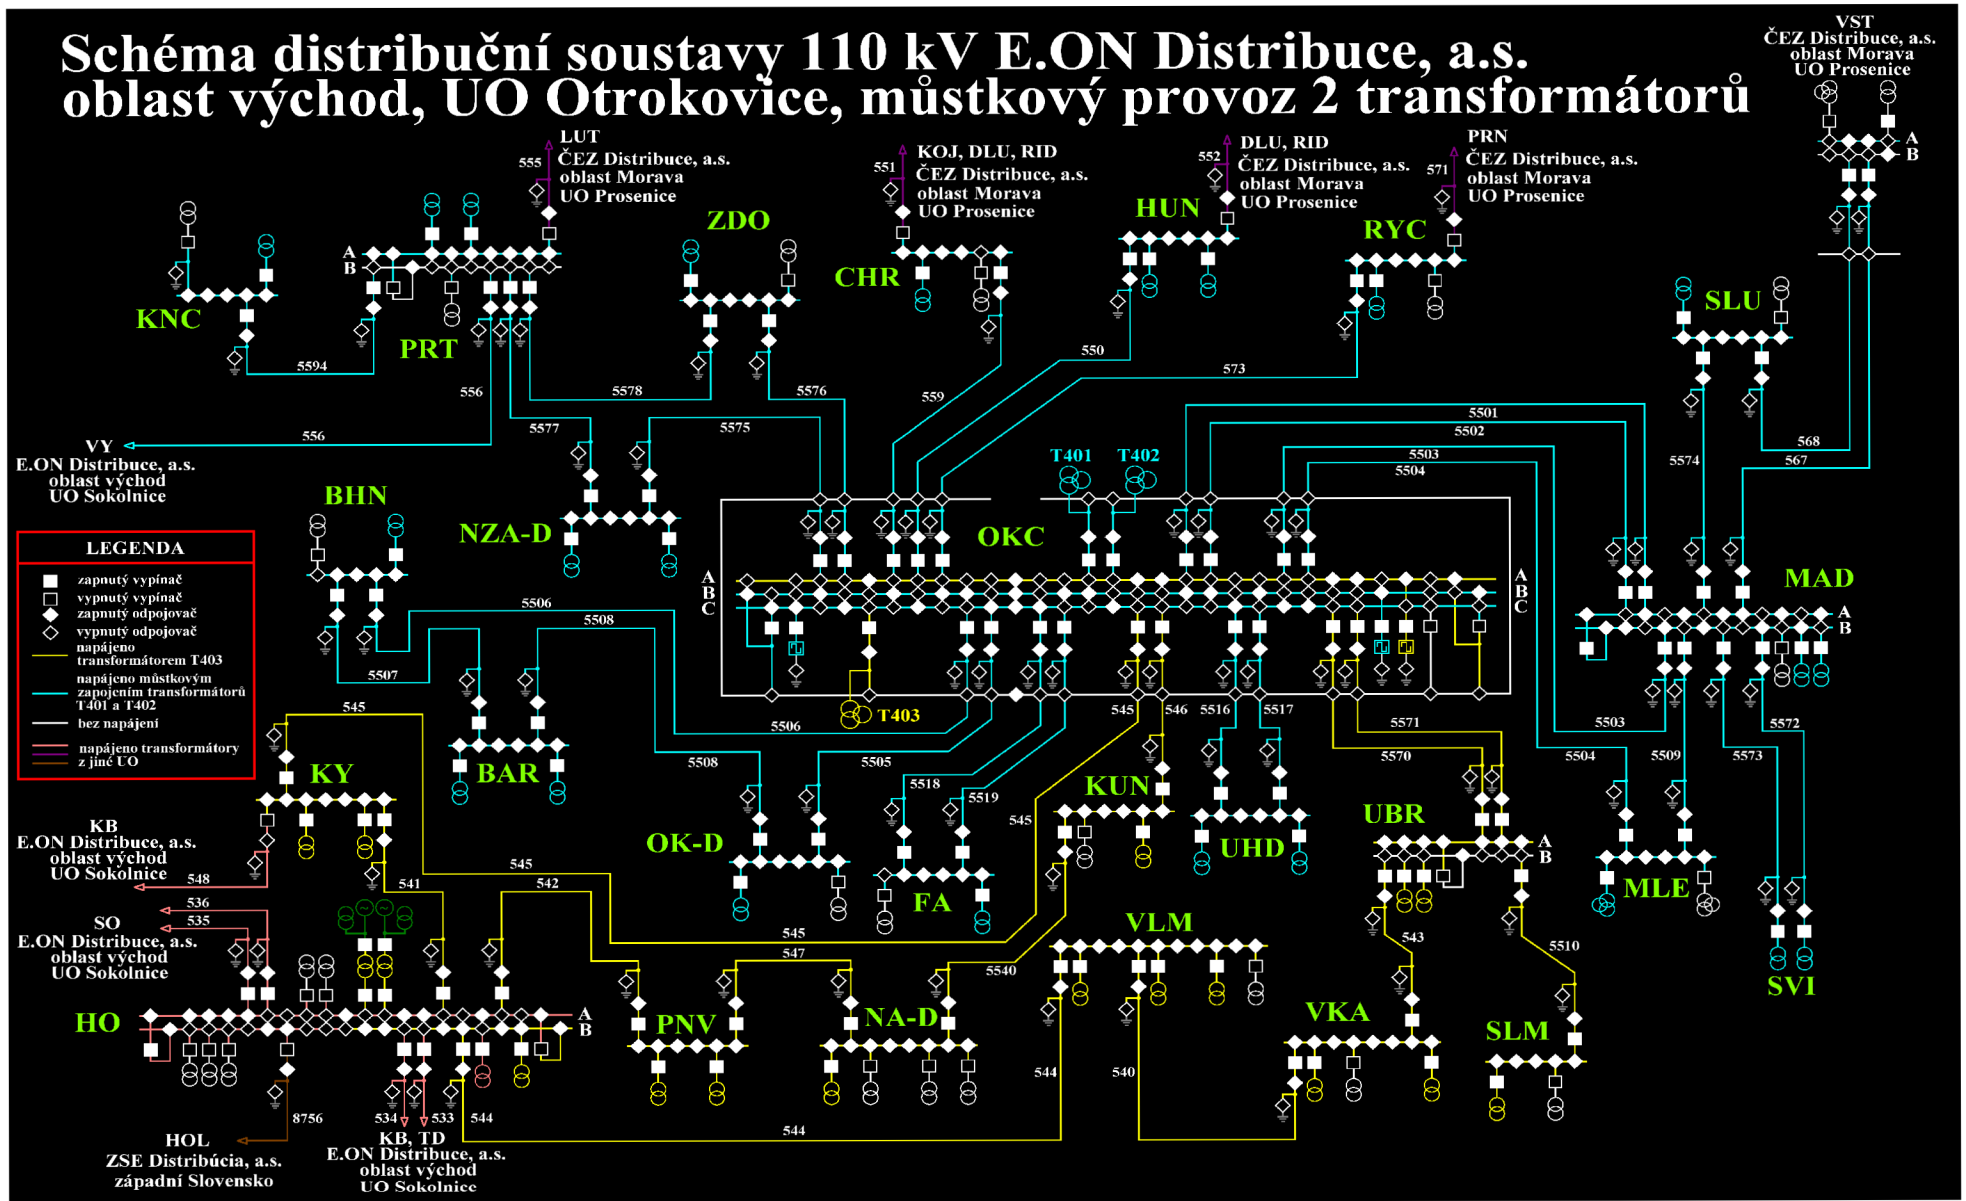 Schéma distribuční soustavy 110 kV E.ON Distribuce, a.s.
oblast východ, UO Otrokovice, můstkový provoz 2 transformátorů
VST
ČEZ Distribuce, a.s.
oblast Morava
UO Prosenice
A
B
LUT
ČEZ Distribuce, a.s.
oblast Morava
UO Prosenice
555
KOJ, DLU, RID
ČEZ Distribuce, a.s.
oblast Morava
UO Prosenice
551
DLU, RID
ČEZ Distribuce, a.s.
oblast Morava
UO Prosenice
552
PRN
ČEZ Distribuce, a.s.
oblast Morava
UO Prosenice
571
KNC
A
B
PRT
ZDO
CHR
HUN
RYC
SLU
5594
556
5578
5576
559
550
573
5577
5575
5501
5502
5503
5504
5574
568
567
VY
E.ON Distribuce, a.s.
oblast východ
UO Sokolnice
556
BHN
NZA-D
T401
T402
OKC
A
B
C
A
B
C
MAD
A
B
LEGENDA
zapnutý vypínač
vypnutý vypínač
zapnutý odpojovač
vypnutý odpojovač
napájeno
transformátorem T403
napájeno můstkovým
zapojením transformátorů
T401 a T402
bez napájení
napájeno transformátory
z jiné UO
5506
5508
5507
545
5506
T403
545
546
5516
5517
5571
5570
5503
5504
5509
5573
5572
KY
BAR
5508
5505
5518
5519
KUN
545
UHD
UBR
A
B
MLE
SVI
OK-D
FA
KB
E.ON Distribuce, a.s.
oblast východ
UO Sokolnice
548
545
541
542
536
535
SO
E.ON Distribuce, a.s.
oblast východ
UO Sokolnice
545
547
5540
VLM
543
5510
HO
A
B
PNV
NA-D
VKA
SLM
544
540
534
533
544
8756
544
HOL
ZSE Distribúcia, a.s.
západní Slovensko
KB, TD
E.ON Distribuce, a.s.
oblast východ
UO Sokolnice